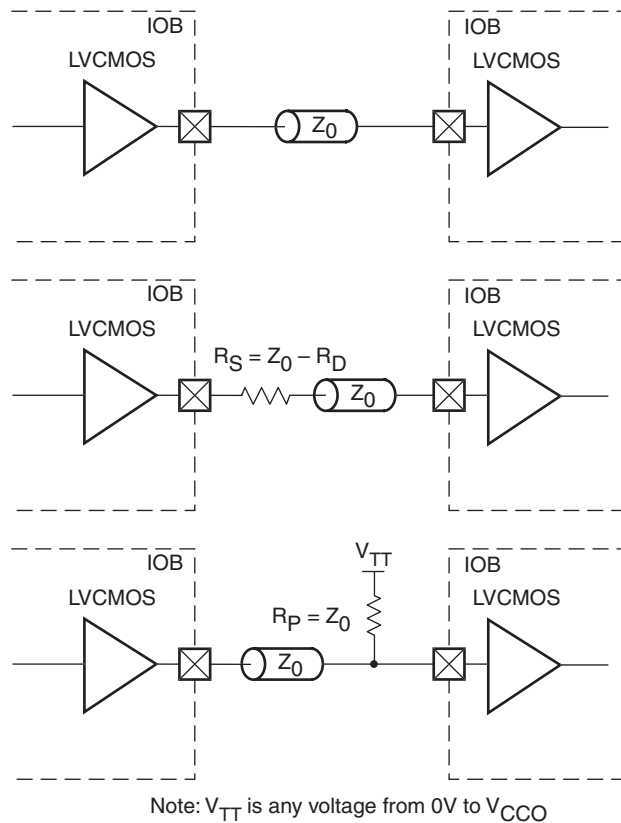 IOB
IOB
LVCMOS
LVCMOS
Z0
IOB
IOB
LVCMOS
LVCMOS
RS = Z0 – RD
Z0
IOB
VTT
IOB
LVCMOS
LVCMOS
RP = Z0
Z0
Note: VTT is any voltage from 0V to VCCO